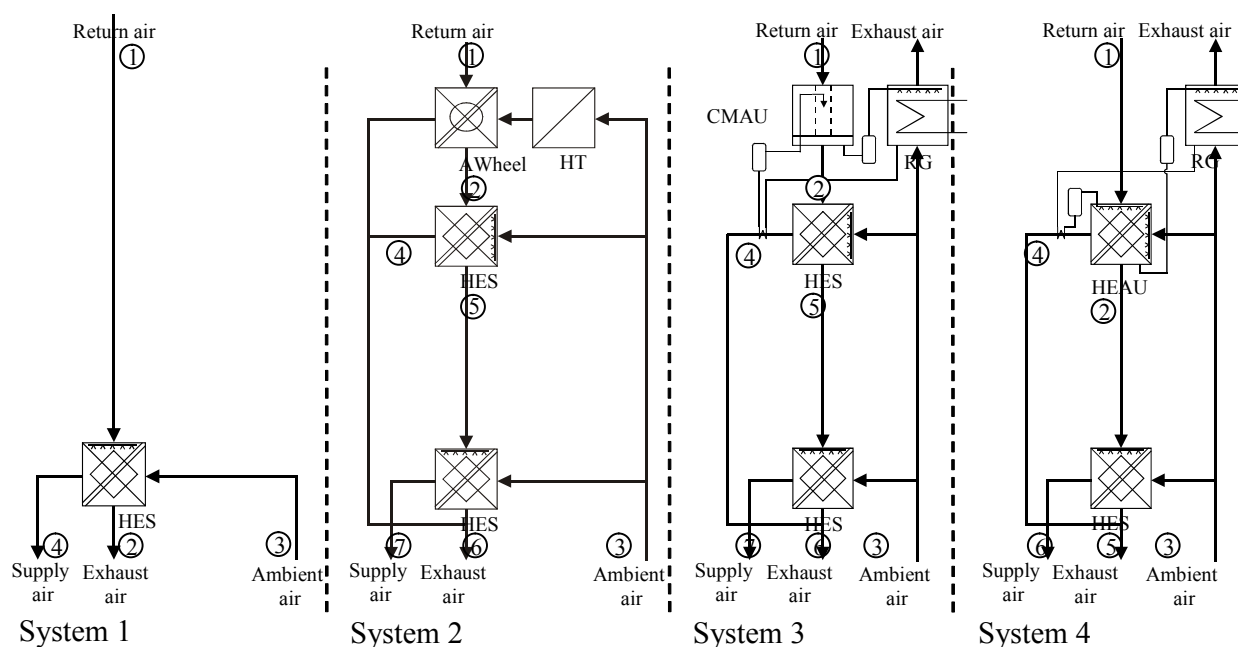 Return air
1
HES
4
2
3
Supply
air
Exhaust
air
Ambient
air
System 1
Return air
1
AWheel
HT
2
4
HES
5
HES
7
6
3
Supply
air
Exhaust
air
Ambient
air
System 2
Return air
Exhaust air
1
CMAU
RG
2
4
HES
5
HES
7
6
3
Supply
air
Exhaust
air
Ambient
air
System 3
Return air
Exhaust air
1
RG
4
HEAU
2
HES
6
5
3
Supply
air
Exhaust
air
Ambient
air
System 4